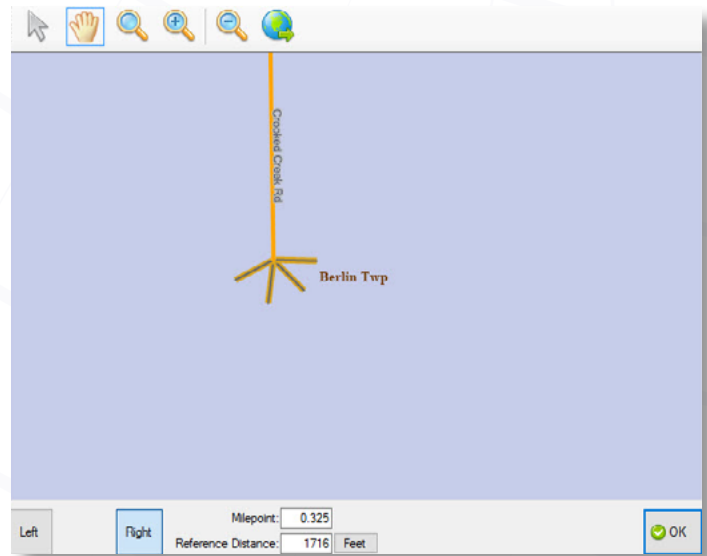 Crooked Creek Rd
Berlin Twp
Left
Right
Milepoint: 0.325
Reference Distance: 1716 Feet
OK